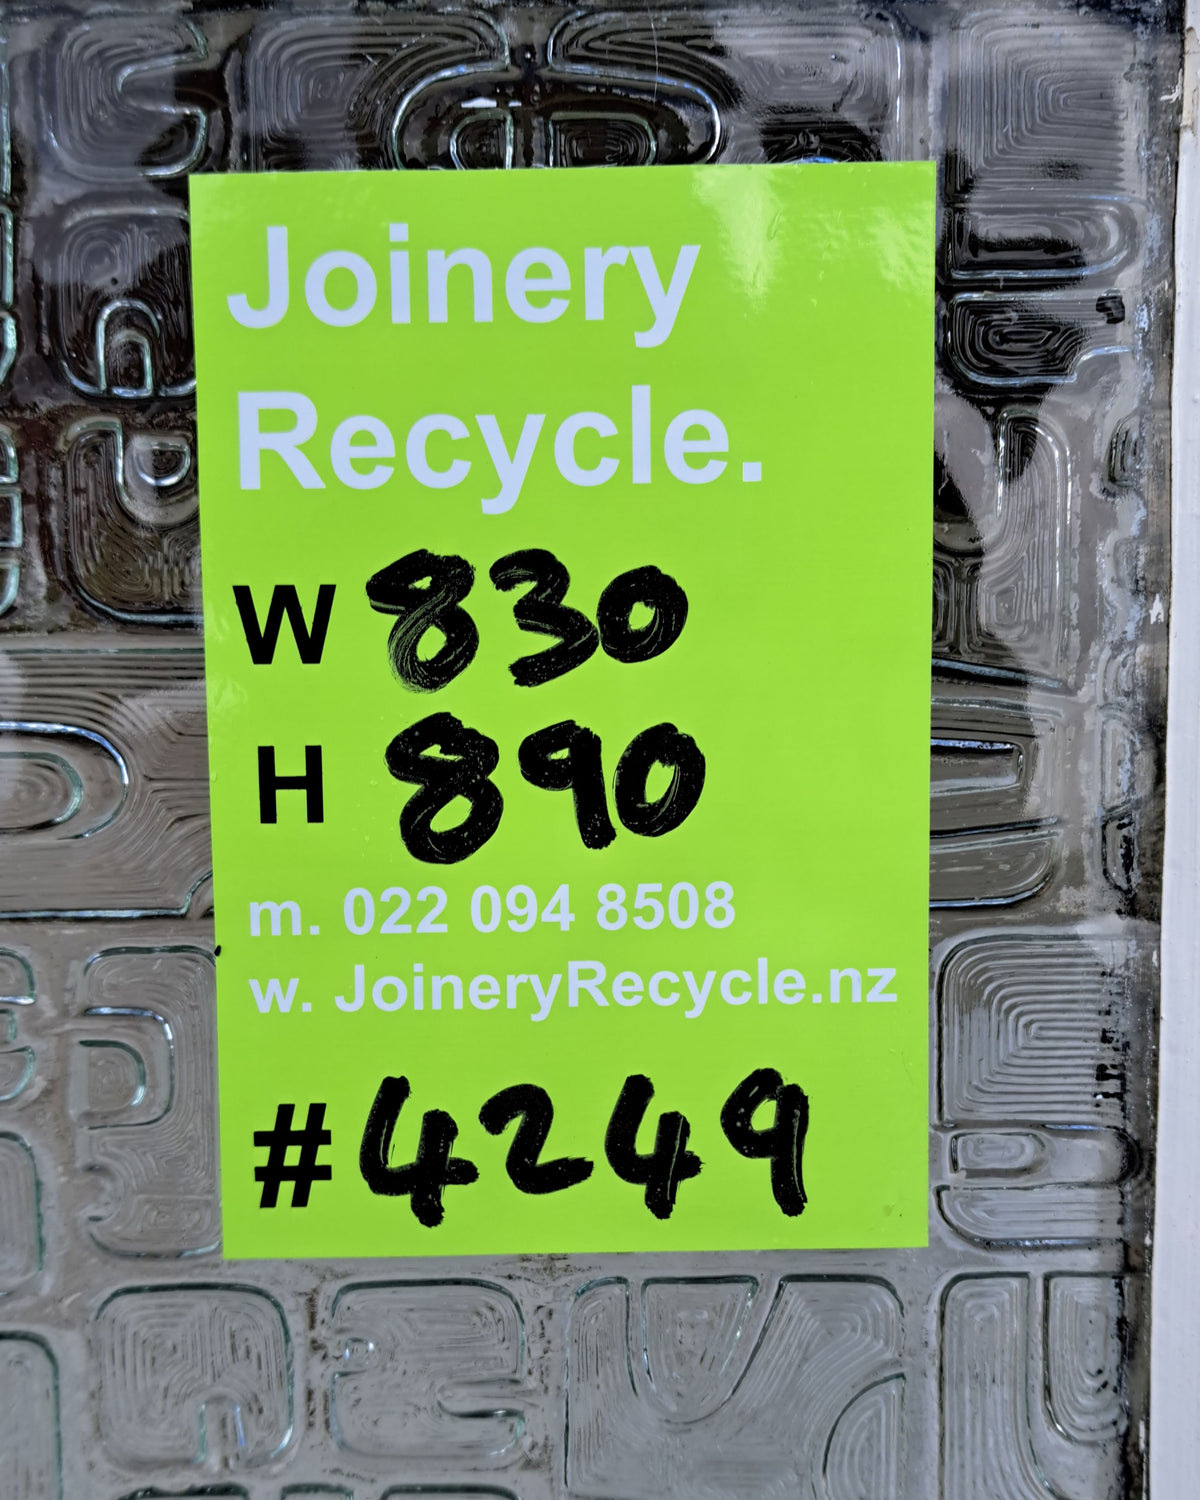 Joinery
Recycle.
W 830
H 890
m. 022 094 8508
w. JoineryRecycle.nz
#4249